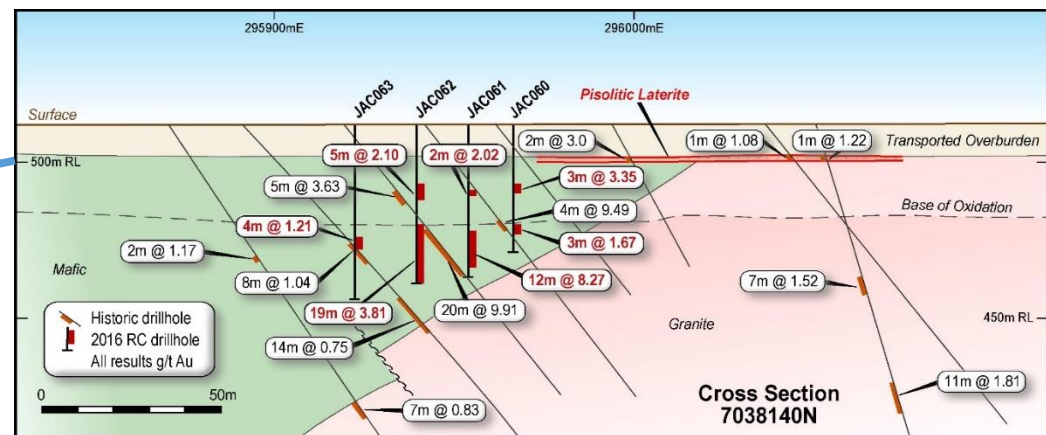 295900mE
296000mE
JAC063
JAC062
JAC061
JAC060
Pisolitic Laterite
Surface
2m @ 3.0
1m @ 1.08
1m @ 1.22
Transported Overburden
500m RL
5m @ 2.10
2m @ 2.02
5m @ 3.63
3m @ 3.35
4m @ 1.21
4m @ 9.49
Base of Oxidation
2m @ 1.17
3m @ 1.67
Mafic
8m @ 1.04
12m @ 8.27
7m @ 1.52
19m @ 3.81
20m @ 9.91
Granite
450m RL
14m @ 0.75
Historic drillhole
2016 RC drillhole
All results g/t Au
0
50m
7m @ 0.83
Cross Section
7038140N
11m @ 1.81